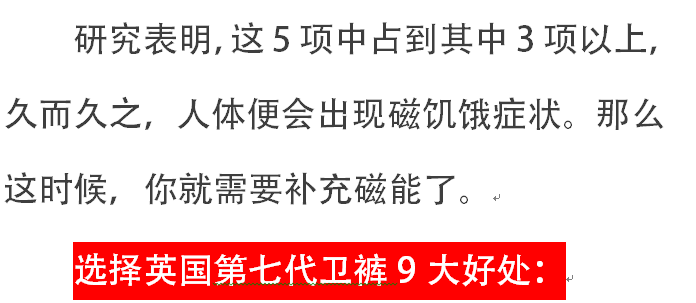 研究表明,这 5 项中占到其中 3 项以上,
久而久之，人体便会出现磁饥饿症状。那么
这时候，你就需要补充磁能了。
选择英国第七代卫裤 9 大好处：